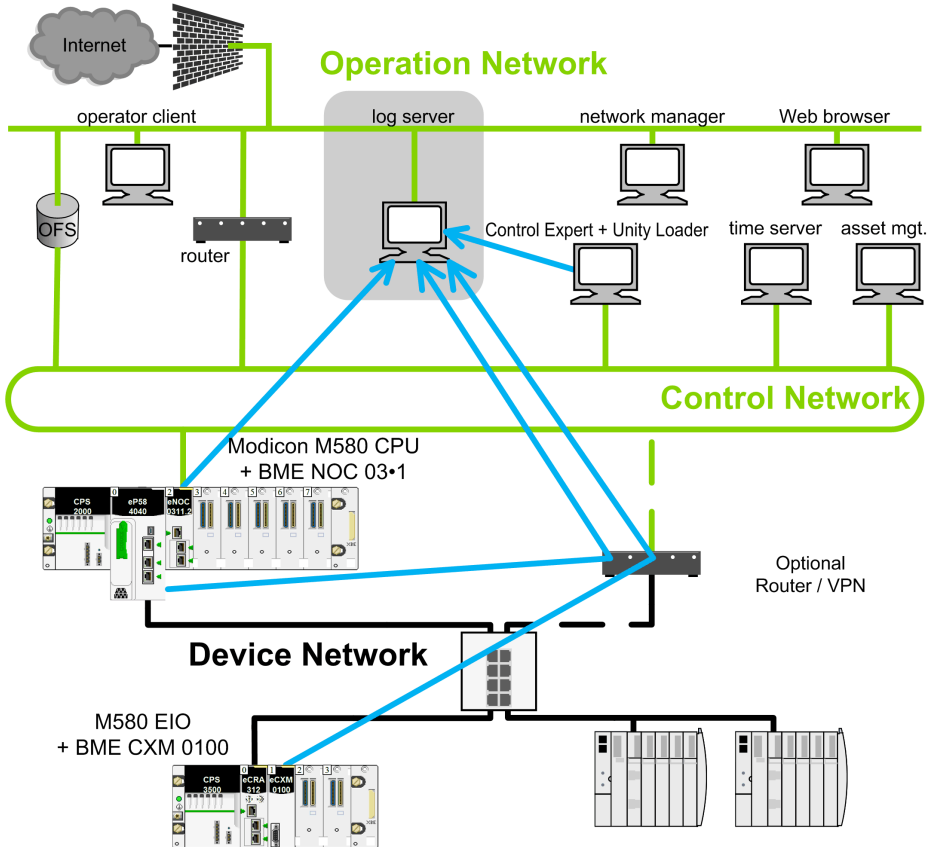 Internet
Operation Network
operator client
log server
network manager
Web browser
OFS
router
Control Expert + Unity Loader
time server
asset mgt.
Control Network
Modicon M580 CPU
+ BME NOC 03•1
CPS
2000
0
eP58
4040
2
eNOC
0311.2
3
4
5
6
7
XBE
Optional
Router / VPN
Device Network
M580 EIO
+ BME CXM 0100
CPS
3500
0
eCRA
312
1
eCXM
0100
2
3
XBE